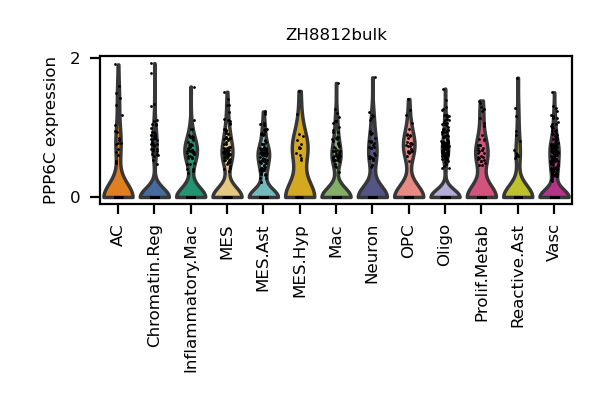 ZH8812bulk
PPP6C expression
2
0
AC
Chromatin.Reg
Inflammatory.Mac
MES
MES.Ast
MES.Hyp
Mac
Neuron
OPC
Oligo
Prolif.Metab
Reactive.Ast
Vasc